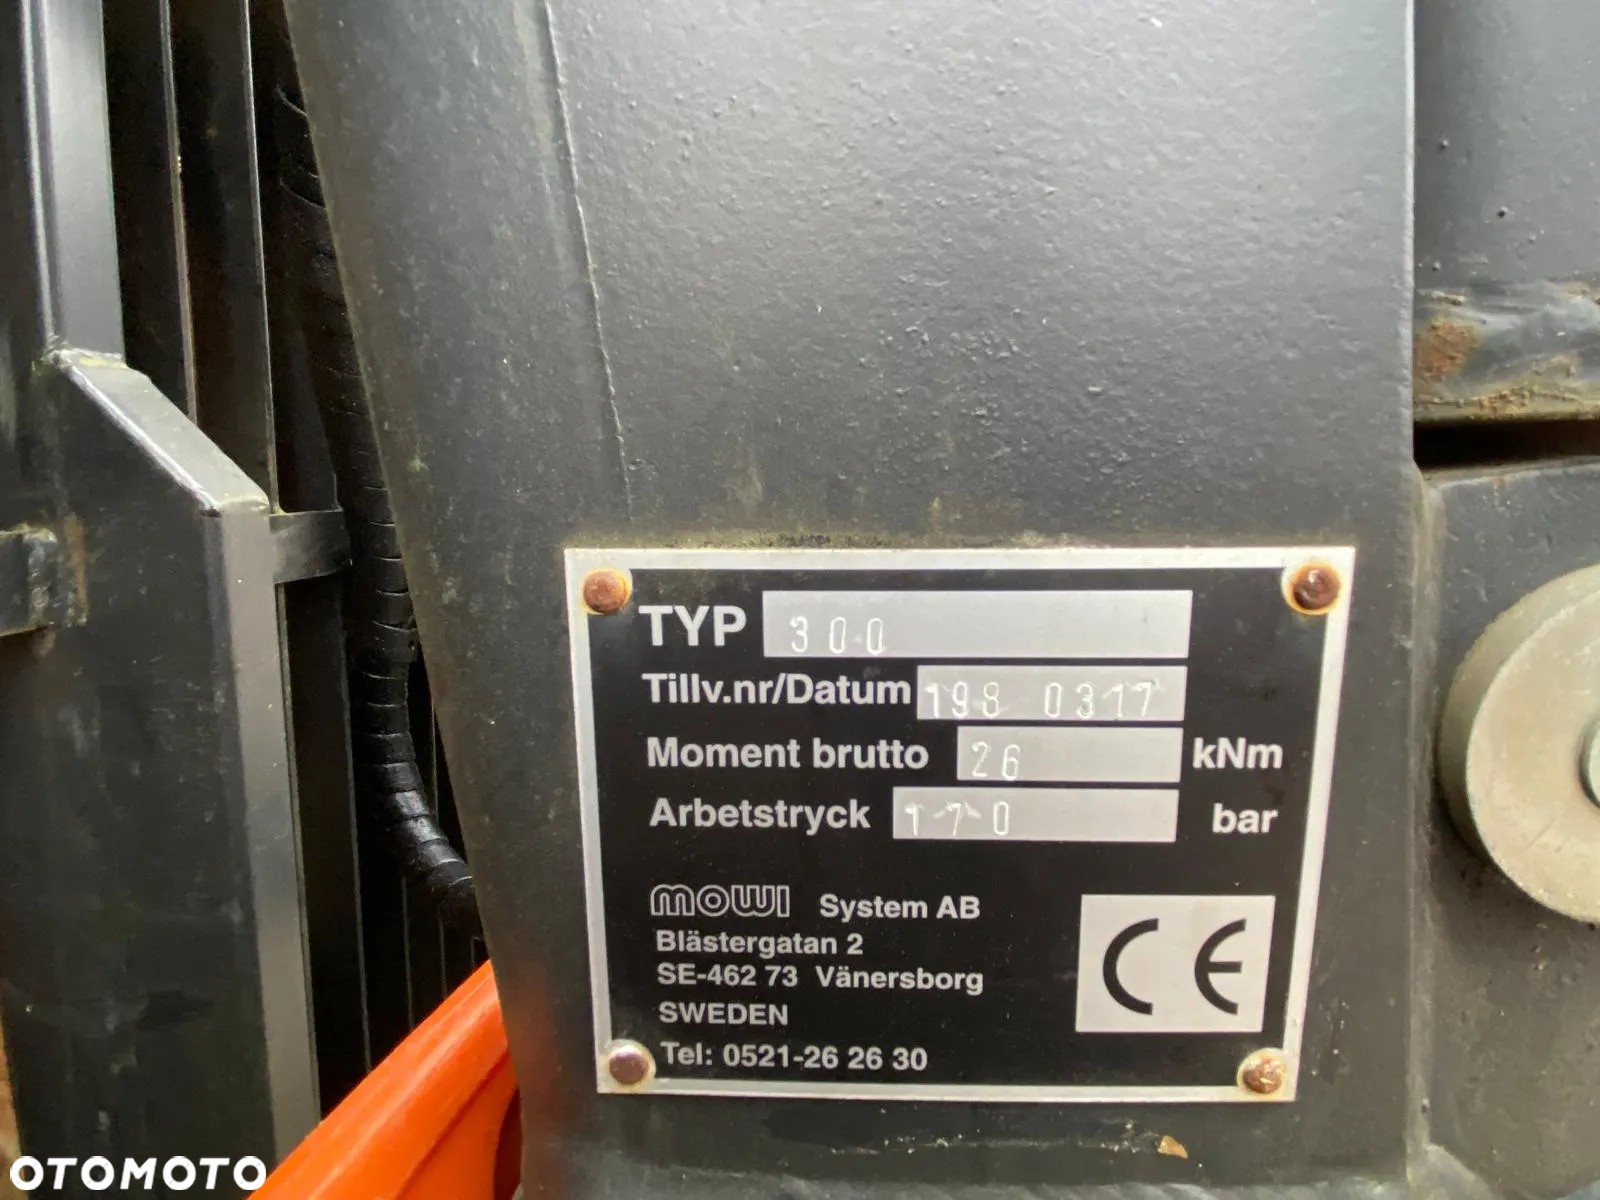 TYP 300
Tillv.nr/Datum 198 0317
Moment brutto 26 kNm
Arbetstryck 170 bar
mowi System AB
Blästergatan 2
SE-462 73 Vänersborg
SWEDEN
Tel: 0521-26 26 30
CE
OTOMOTO